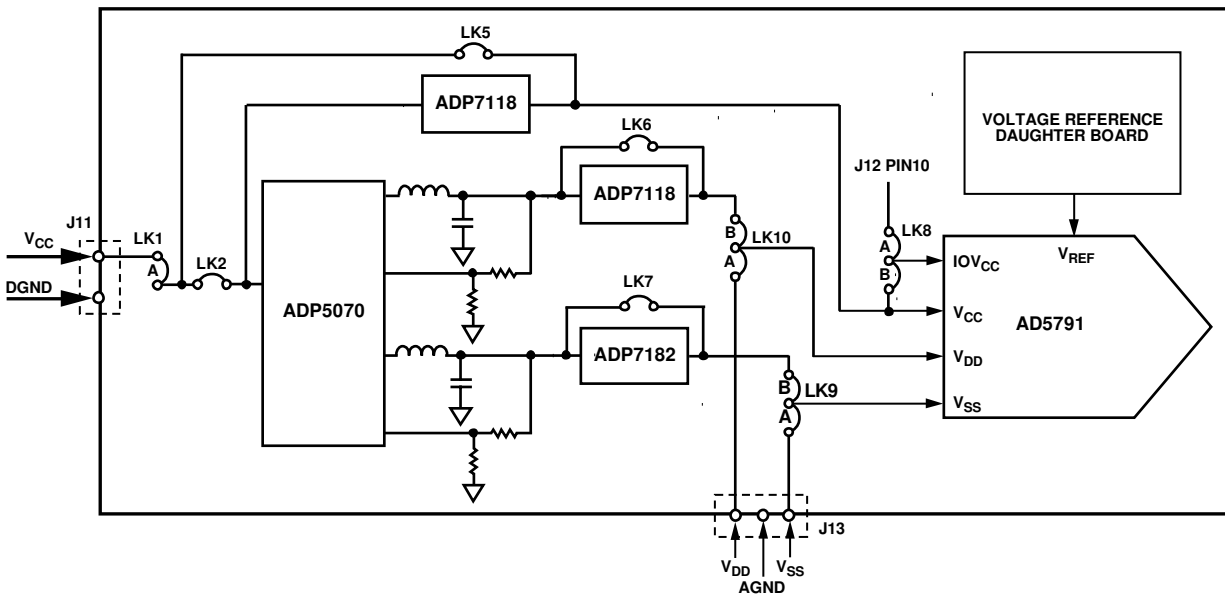 LK5
ADP7118
VOLTAGE REFERENCE
DAUGHTER BOARD
LK6
J12 PIN10
ADP7118
J11
VCC
LK1
A
LK2
DGND
B
LK10
A
A
LK8
B
IOVCC
VREF
ADP5070
LK7
VCC
AD5791
ADP7182
VDD
B
LK9
A
VSS
J13
VDD
VSS
AGND